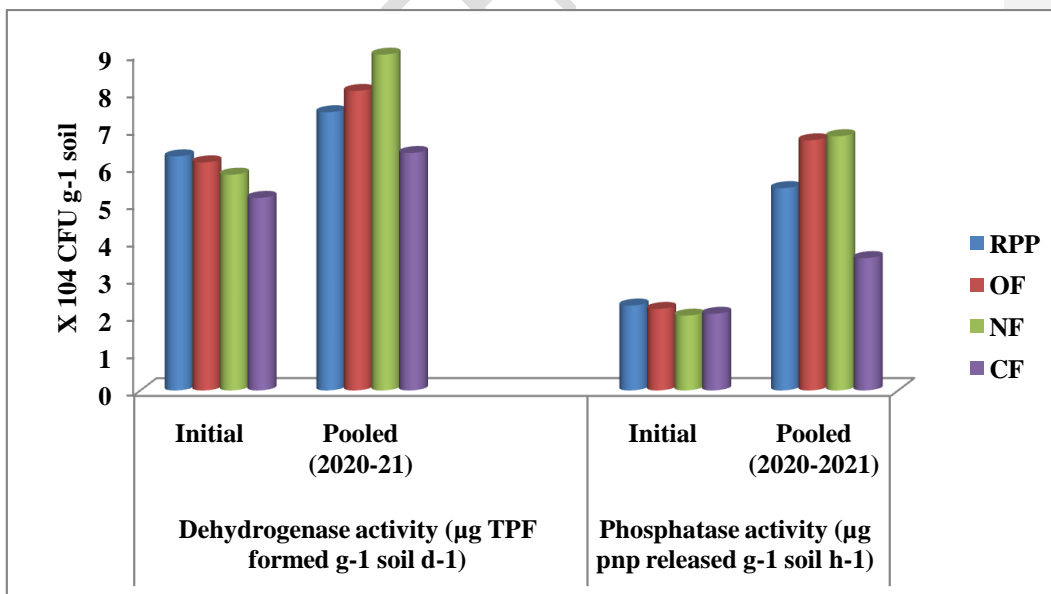 X 104 CFU g-1 soil
9
8
7
6
5
4
3
2
1
0
Initial
Pooled
(2020-21)
Initial
Pooled
(2020-2021)
Dehydrogenase activity (µg TPF
formed g-1 soil d-1)
Phosphatase activity (µg
pnp released g-1 soil h-1)
RPP
OF
NF
CF